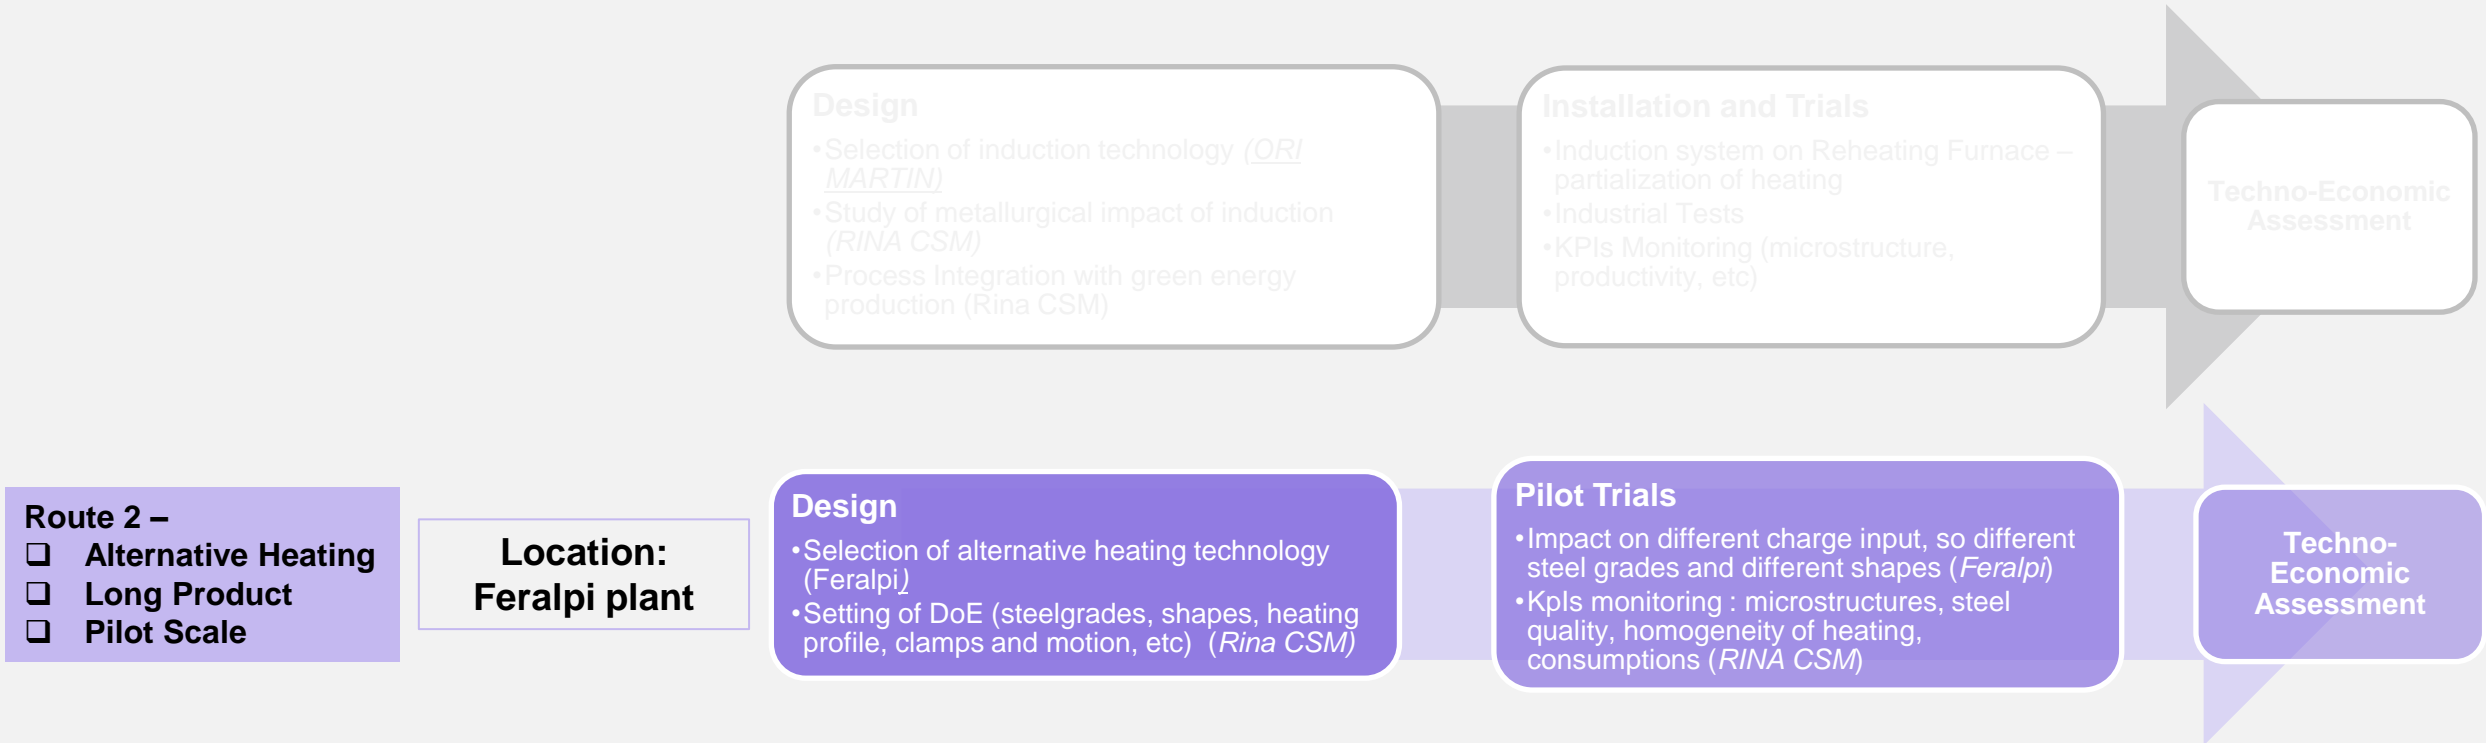 Design
•Selection of induction technology (ORI
MARTIN)
•Study of metallurgical impact of induction
(RINA CSM)
•Process Integration with green energy
production (Rina CSM)
Installation and Trials
•Induction system on Reheating Furnace –
partialization of heating
•Industrial Tests
•KPIs Monitoring (microstructure,
productivity, etc)
Techno-Economic
Assessment
Route 2 –
❑ Alternative Heating
❑ Long Product
❑ Pilot Scale
Location:
Feralpi plant
Design
•Selection of alternative heating technology
(Feralpi)
•Setting of DoE (steelgrades, shapes, heating
profile, clamps and motion, etc) (Rina CSM)
Pilot Trials
•Impact on different charge input, so different
steel grades and different shapes (Feralpi)
•KpIs monitoring : microstructures, steel
quality, homogeneity of heating,
consumptions (RINA CSM)
Techno-
Economic
Assessment